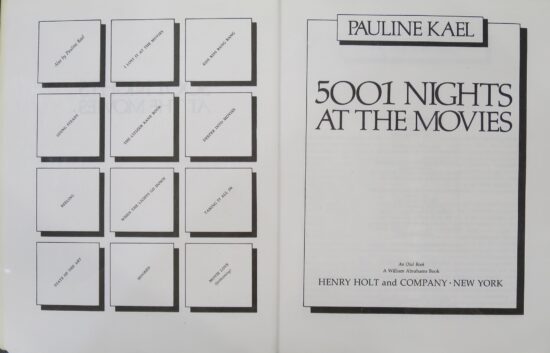 Also by Pauline Kael
I LOST IT AT THE MOVIES
KISS KISS BANG BANG
GOING STEADY
THE CITIZEN KANE BOOK
DEEPER INTO MOVIES
REELING
WHEN THE LIGHTS GO DOWN
TAKING IT ALL IN
STATE OF THE ART
HOOKED
MOVIE LOVE
(forthcoming)
PAULINE KAEL
5001 NIGHTS
AT THE MOVIES
An Owl Book
A William Abrahams Book
HENRY HOLT and COMPANY · NEW YORK